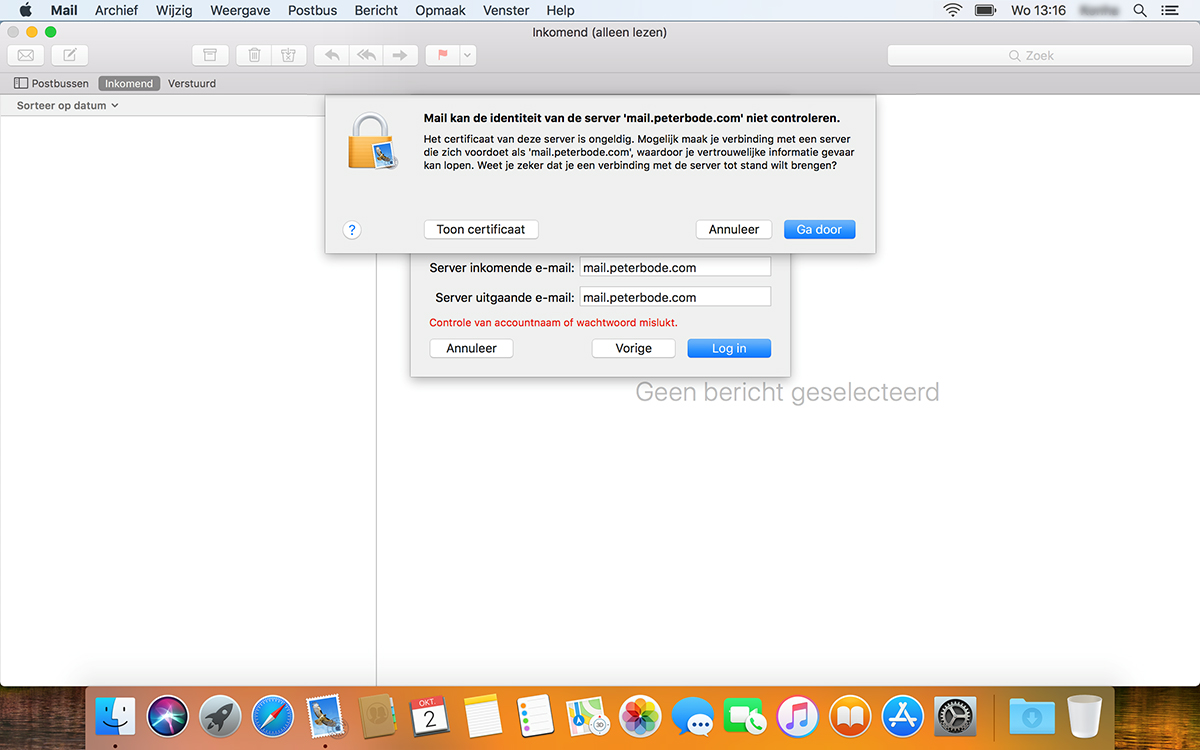 Mail Archief Wijzig Weergave Postbus Bericht Opmaak Venster Help Wo 13:16
Inkomend (alleen lezen)
Zoek
Postbussen Inkomend Verstuurd
Sorteer op datum
Mail kan de identiteit van de server 'mail.peterbode.com' niet controleren.
Het certificaat van deze server is ongeldig. Mogelijk maak je verbinding met een server
die zich voordoet als 'mail.peterbode.com', waardoor je vertrouwelijke informatie gevaar
kan lopen. Weet je zeker dat je een verbinding met de server tot stand wilt brengen?
? Toon certificaat Annuleer Ga door
Server inkomende e-mail: mail.peterbode.com
Server uitgaande e-mail: mail.peterbode.com
Controle van accountnaam of wachtwoord mislukt.
Annuleer Vorige Log in
Geen bericht geselecteerd
OKT.
2